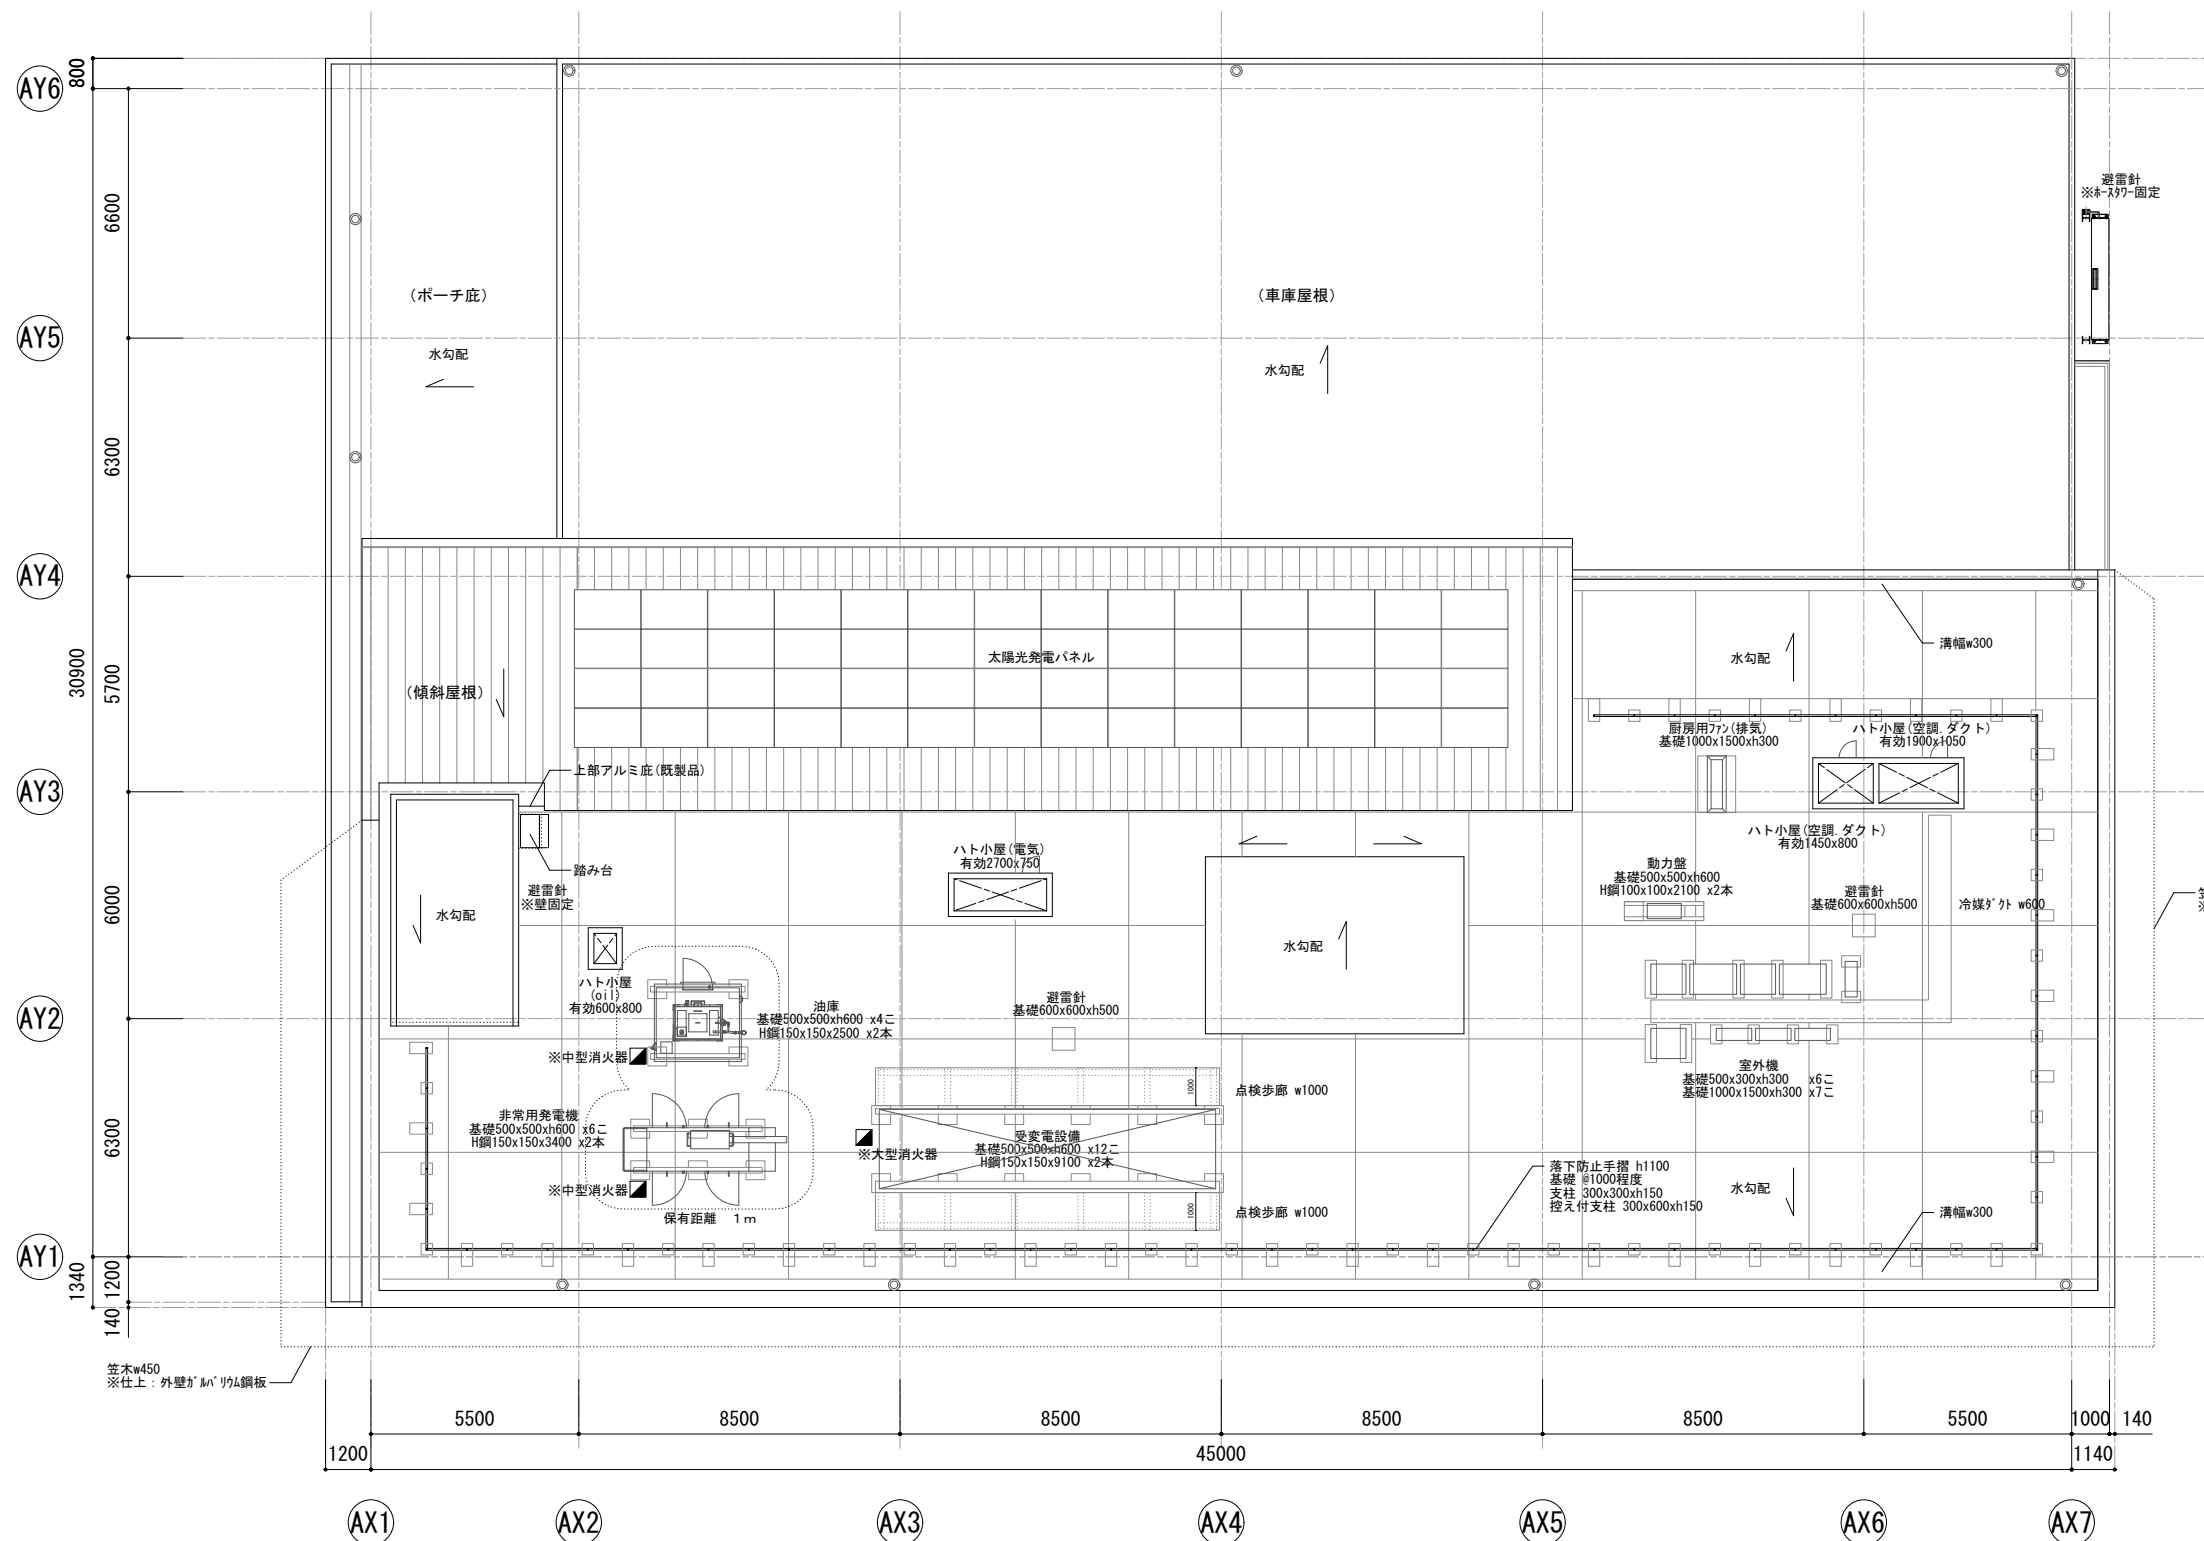 AY6
AY5
AY4
AY3
AY2
AY1
800
6600
6300
5700
30900
6000
6300
1340
1200
140
避雷針
※ホースタワー固定
(ポーチ庇)
水勾配
(車庫屋根)
水勾配
太陽光発電パネル
(傾斜屋根)
水勾配
溝幅w300
厨房用ファン(排気)
基礎1000x1500xh300
ハト小屋(空調.ダクト)
有効1900x1050
上部アルミ庇(既製品)
踏み台
避雷針
※壁固定
水勾配
ハト小屋(電気)
有効2700x750
ハト小屋(空調.ダクト)
有効1450x800
動力盤
基礎500x500xh600
H鋼100x100x2100 x2本
避雷針
基礎600x600xh500
冷媒ダクト w600
水勾配
ハト小屋
(oil)
有効600x800
油庫
基礎500x500xh600 x4こ
H鋼150x150x2500 x2本
避雷針
基礎600x600xh500
※中型消火器
室外機
基礎500x300xh300 x6こ
基礎1000x1500xh300 x7こ
1000
点検歩廊 w1000
非常用発電機
基礎500x500xh600 x6こ
H鋼150x150x3400 x2本
※大型消火器
受変電設備
基礎500x500xh600 x12こ
H鋼150x150x9100 x2本
※中型消火器
保有距離 1m
1000
点検歩廊 w1000
落下防止手摺 h1100
基礎 @1000程度
支柱 300x300xh150
控え付支柱 300x600xh150
水勾配
溝幅w300
笠木w450
※仕上:外壁ガルバリウム鋼板
5500
8500
8500
8500
8500
5500
1000
140
1200
45000
1140
AX1
AX2
AX3
AX4
AX5
AX6
AX7